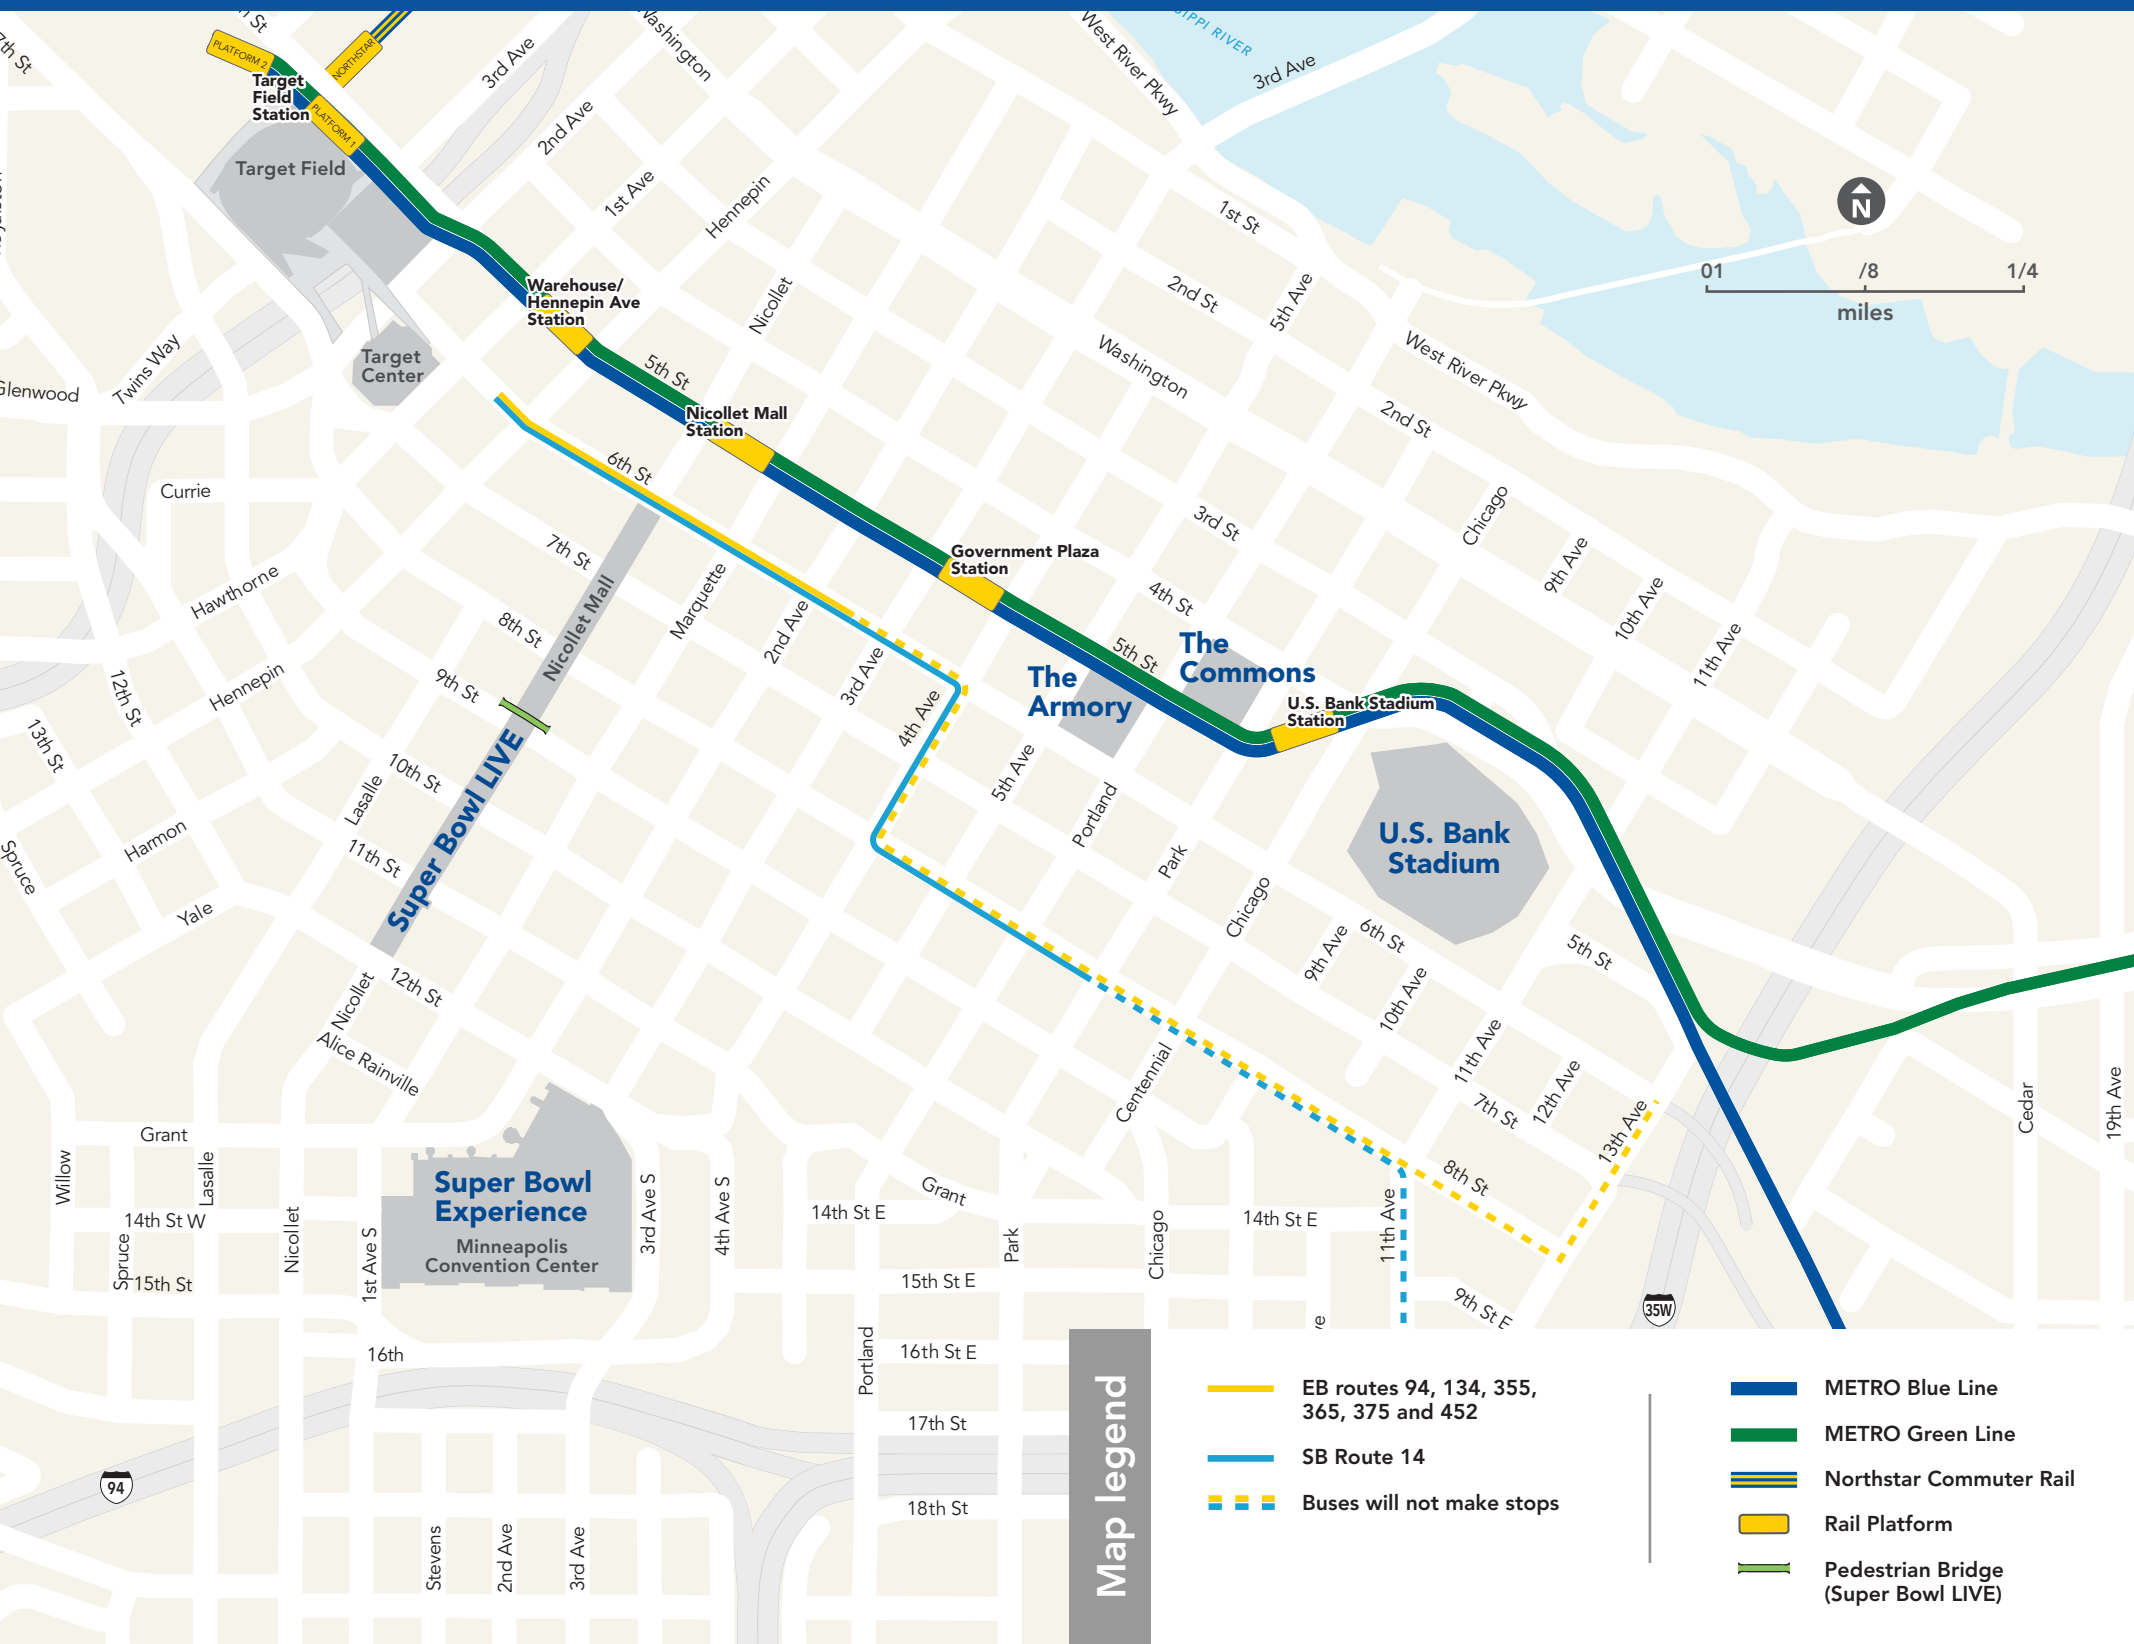 7th St
PLATFORM 2
NORTHSTAR
Target
Field
Station
PLATFORM 1
Target Field
3rd Ave
Washington
2nd Ave
1st Ave
Hennepin
West River Pkwy
3rd Ave
1st St
N
01
/8
1/4
miles
Warehouse/
Hennepin Ave
Station
Nicollet
2nd St
5th Ave
Twins Way
Target
Center
5th St
Washington
West River Pkwy
Glenwood
Nicollet Mall
Station
2nd St
6th St
Currie
3rd St
Chicago
7th St
Government Plaza
Station
9th Ave
Hawthorne
Nicollet Mall
Marquette
4th St
10th Ave
8th St
2nd Ave
5th St
The
Commons
11th Ave
12th St
Hennepin
9th St
3rd Ave
The
Armory
4th Ave
U.S. Bank Stadium
Station
13th St
10th St
Lasalle
5th Ave
Portland
Park
U.S. Bank
Stadium
Spruce
Harmon
11th St
Super Bowl LIVE
Chicago
Yale
6th St
9th Ave
5th St
12th St
Nicollet
10th Ave
Alice Rainville
11th Ave
12th Ave
Centennial
7th St
13th Ave
Cedar
19th Ave
Grant
Willow
Lasalle
Super Bowl
Experience
Minneapolis
Convention Center
3rd Ave S
4th Ave S
Grant
8th St
14th St W
14th St E
14th St E
Nicollet
1st Ave S
Park
Chicago
11th Ave
Spruce
15th St
15th St E
9th St E
35W
16th
Portland
16th St E
17th St
94
18th St
Stevens
2nd Ave
3rd Ave
Map legend
EB routes 94, 134, 355,
365, 375 and 452
SB Route 14
Buses will not make stops
METRO Blue Line
METRO Green Line
Northstar Commuter Rail
Rail Platform
Pedestrian Bridge
(Super Bowl LIVE)